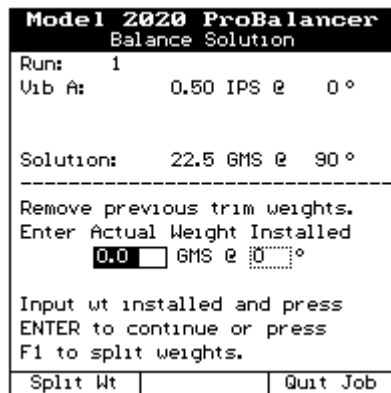 Model 2020 ProBalancer
Balance Solution
Run: 1
Vib A: 0.50 IPS @ 0 °
Solution: 22.5 GMS @ 90 °
Remove previous trim weights.
Enter Actual Weight Installed
0.0 GMS @ 0 °
Input wt installed and press
ENTER to continue or press
F1 to split weights.
Split Wt Quit Job